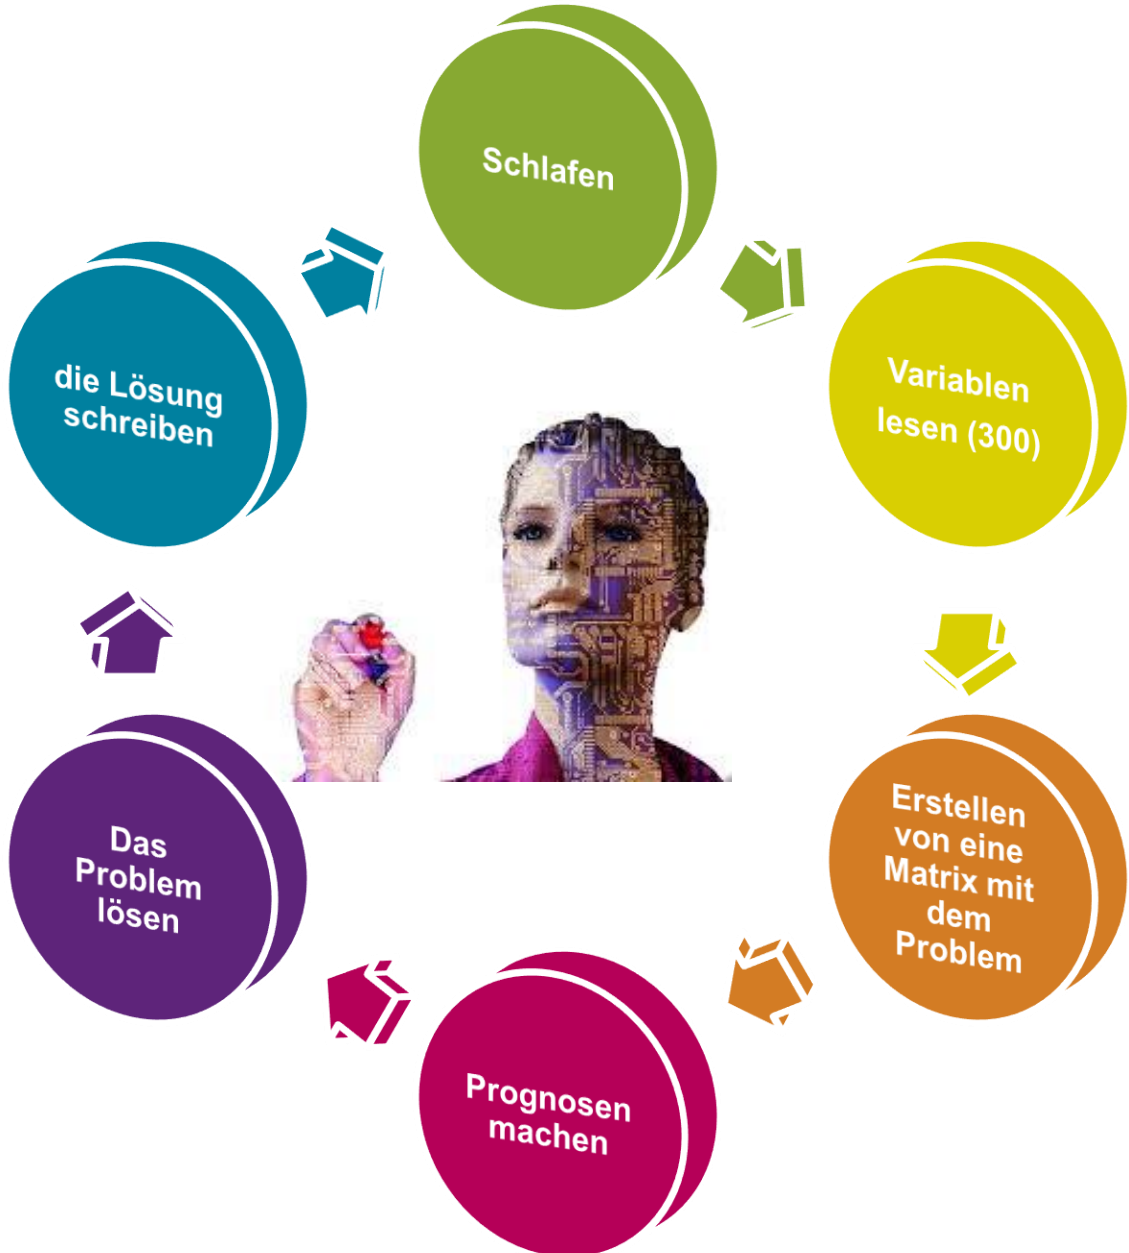 Schlafen
Variablen
lesen (300)
Erstellen
von eine
Matrix mit
dem
Problem
Prognosen
machen
Das
Problem
lösen
die Lösung
schreiben